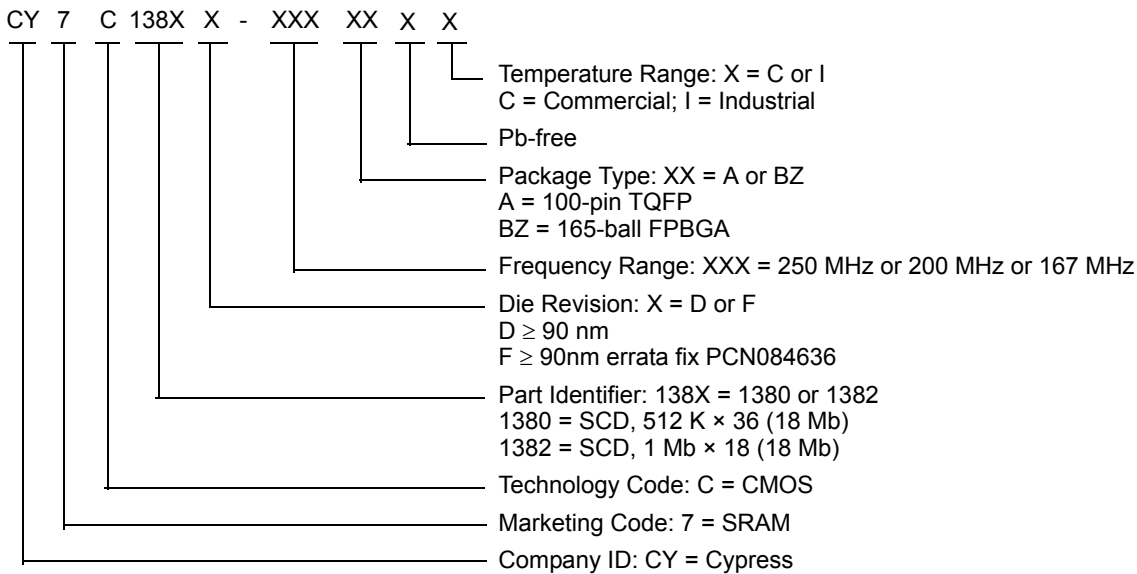 CY 7 C 138X X - XXX XX X X
Temperature Range: X = C or I
C = Commercial; I = Industrial
Pb-free
Package Type: XX = A or BZ
A = 100-pin TQFP
BZ = 165-ball FPBGA
Frequency Range: XXX = 250 MHz or 200 MHz or 167 MHz
Die Revision: X = D or F
D ≥ 90 nm
F ≥ 90nm errata fix PCN084636
Part Identifier: 138X = 1380 or 1382
1380 = SCD, 512 K × 36 (18 Mb)
1382 = SCD, 1 Mb × 18 (18 Mb)
Technology Code: C = CMOS
Marketing Code: 7 = SRAM
Company ID: CY = Cypress